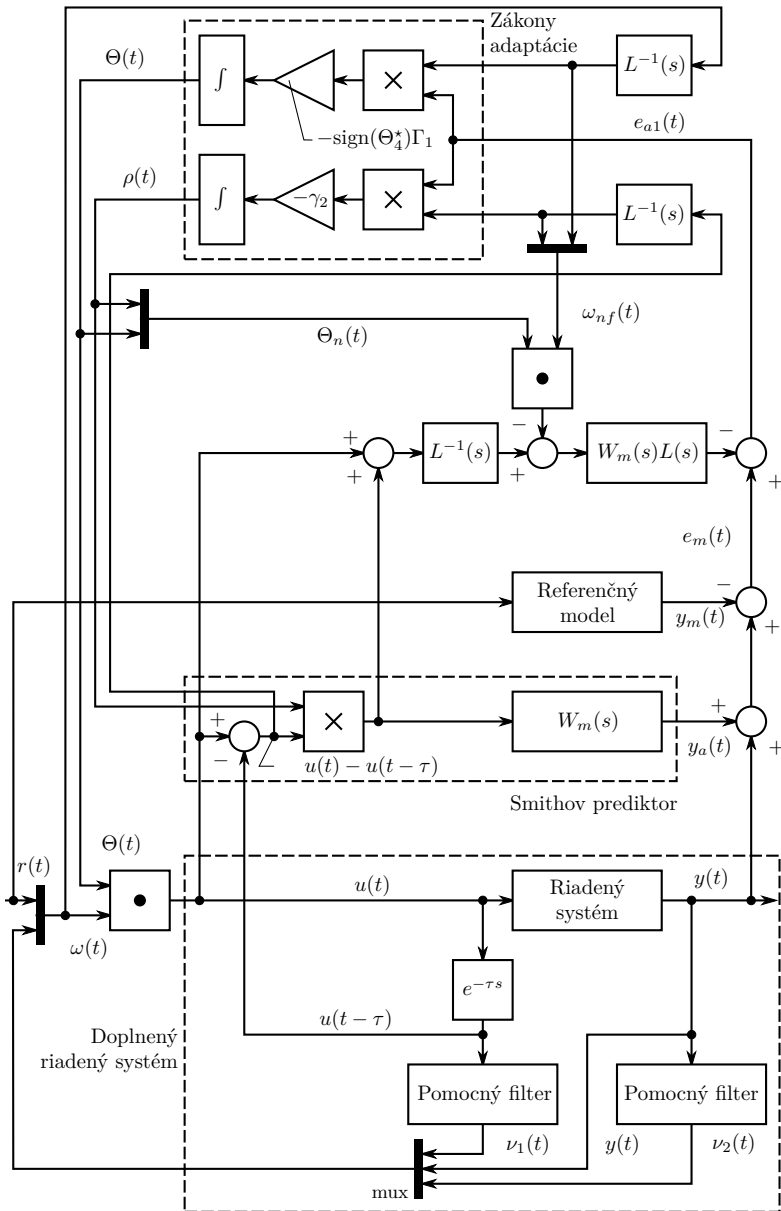 Zákony
adaptácie
Θ(t)
∫
×
L⁻¹(s)
−sign(Θ₄*)Γ₁
e_{a1}(t)
ρ(t)
∫
−γ₂
×
L⁻¹(s)
ω_{nf}(t)
Θ_n(t)
•
−
+
+
L⁻¹(s)
+
W_m(s)L(s)
−
+
e_m(t)
Referenčný
model
−
y_m(t)
+
+
−
×
W_m(s)
+
y_a(t)
+
u(t) − u(t−τ)
Smithov prediktor
Θ(t)
r(t)
•
u(t)
Riadený
systém
y(t)
ω(t)
e^{−τs}
u(t−τ)
Doplnený
riadený systém
Pomocný filter
Pomocný filter
ν₁(t)
y(t)
ν₂(t)
mux